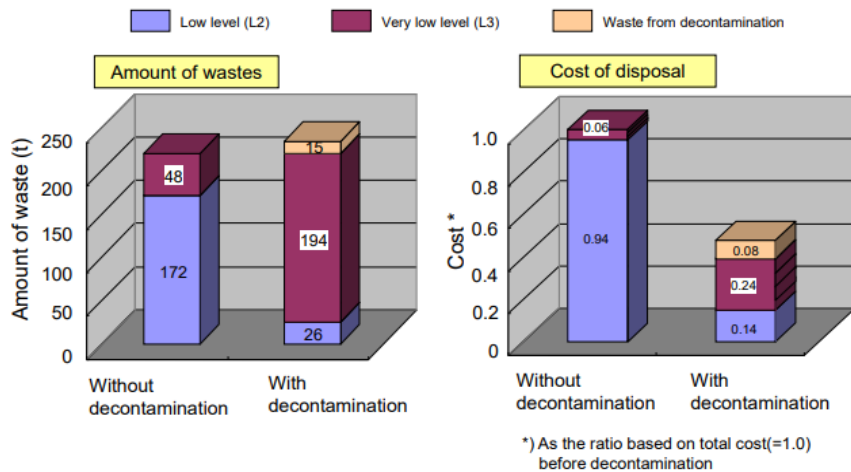 Low level (L2)
Very low level (L3)
Waste from decontamination
Amount of wastes
Amount of waste (t)
250
200
150
100
50
0
48
172
15
194
26
Without
decontamination
With
decontamination
Cost of disposal
Cost *
1.0
0.8
0.6
0.4
0.2
0
0.06
0.94
0.08
0.24
0.14
Without
decontamination
With
decontamination
*) As the ratio based on total cost(=1.0)
before decontamination